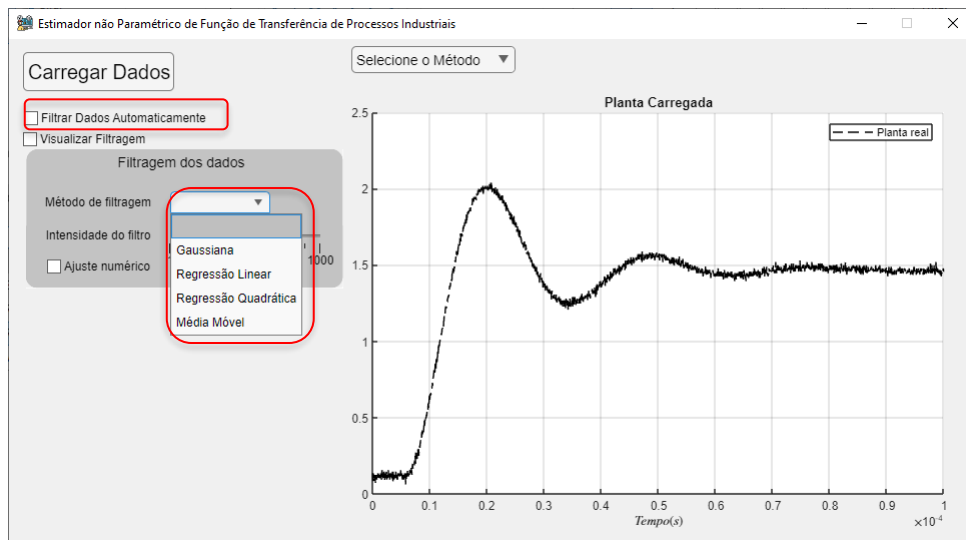 Estimador não Paramétrico de Função de Transferência de Processos Industriais
Carregar Dados
Selecione o Método
Filtrar Dados Automaticamente
Visualizar Filtragem
Filtragem dos dados
Método de filtragem
Intensidade do filtro
Ajuste numérico
1000
Gaussiana
Regressão Linear
Regressão Quadrática
Média Móvel
Planta Carregada
Planta real
2.5
2
1.5
1
0.5
0
0 0.1 0.2 0.3 0.4 0.5 0.6 0.7 0.8 0.9 1
Tempo(s)
×10⁻⁴